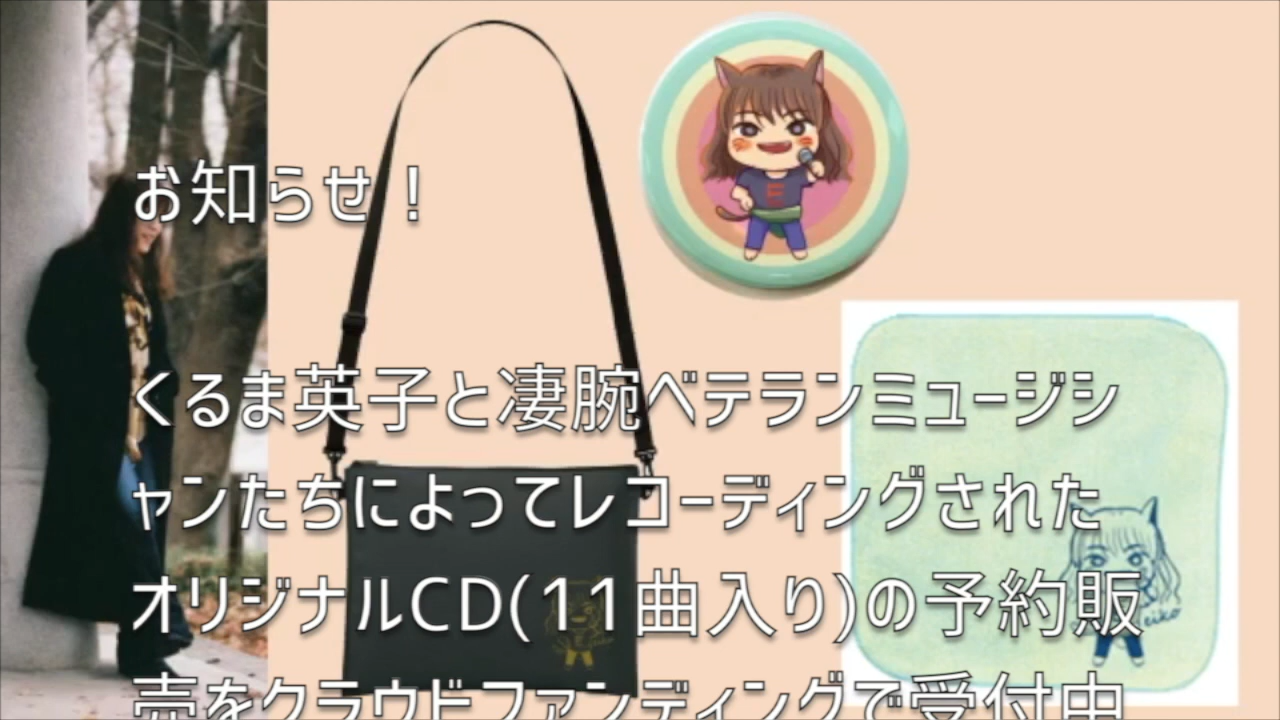 お知らせ！
くるま英子と凄腕ベテランミュージシ
ャンたちによってレコーディングされた
オリジナルCD(11曲入り)の予約販
売をクラウドファンディングで受付中
E
eiko